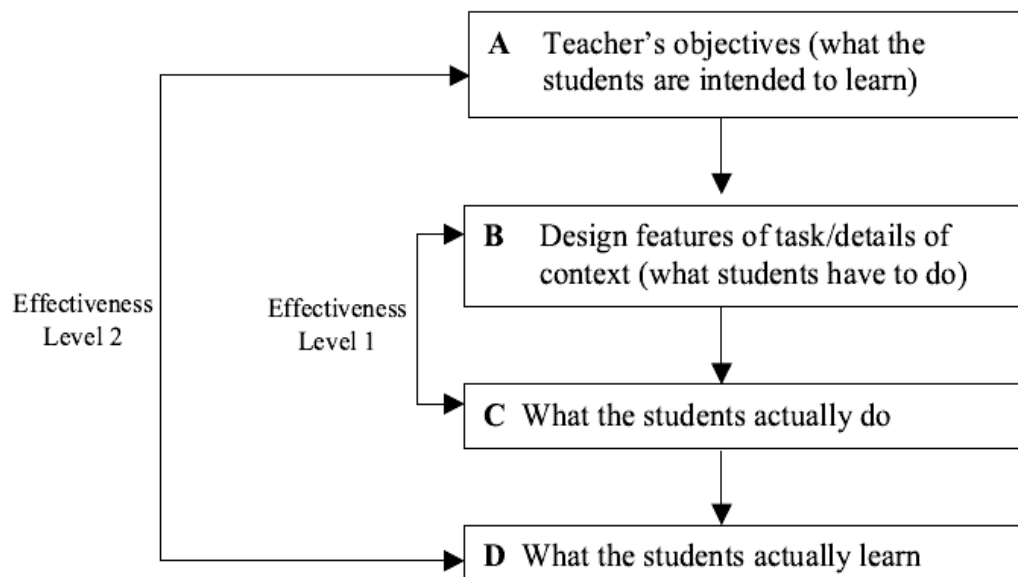 A Teacher’s objectives (what the
students are intended to learn)
B Design features of task/details of
context (what students have to do)
Effectiveness
Level 2
Effectiveness
Level 1
C What the students actually do
D What the students actually learn